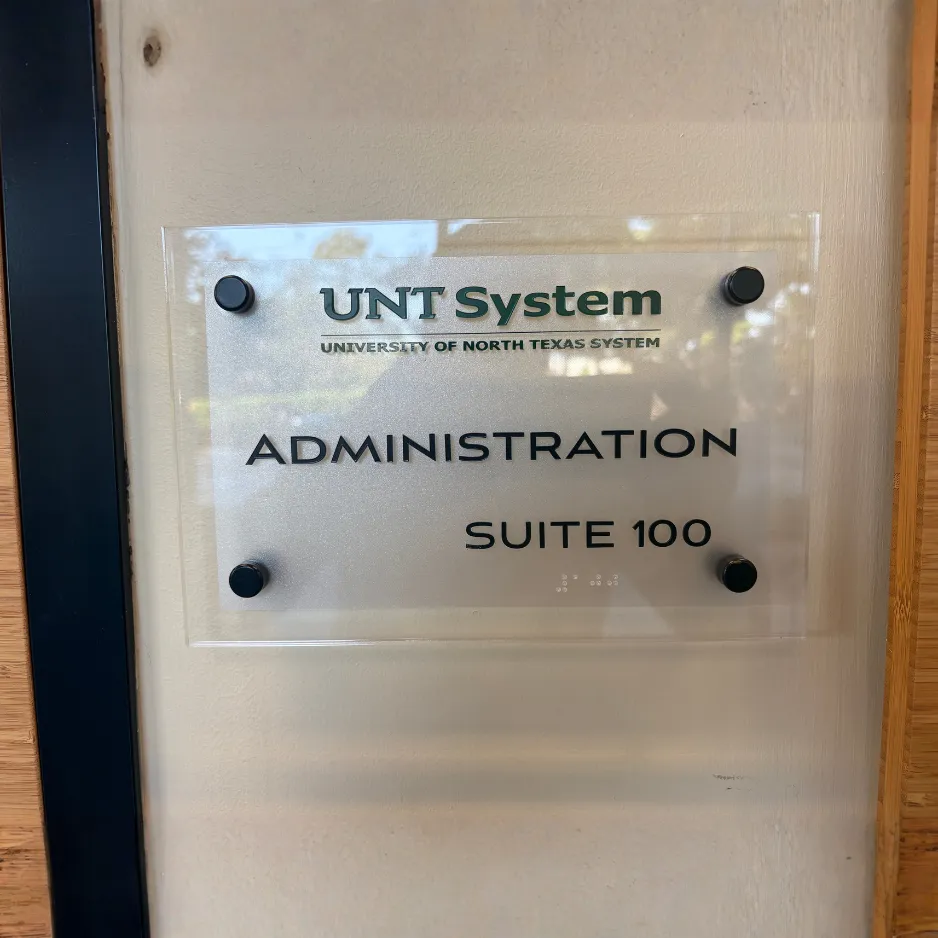 UNT System
UNIVERSITY OF NORTH TEXAS SYSTEM
ADMINISTRATION
SUITE 100